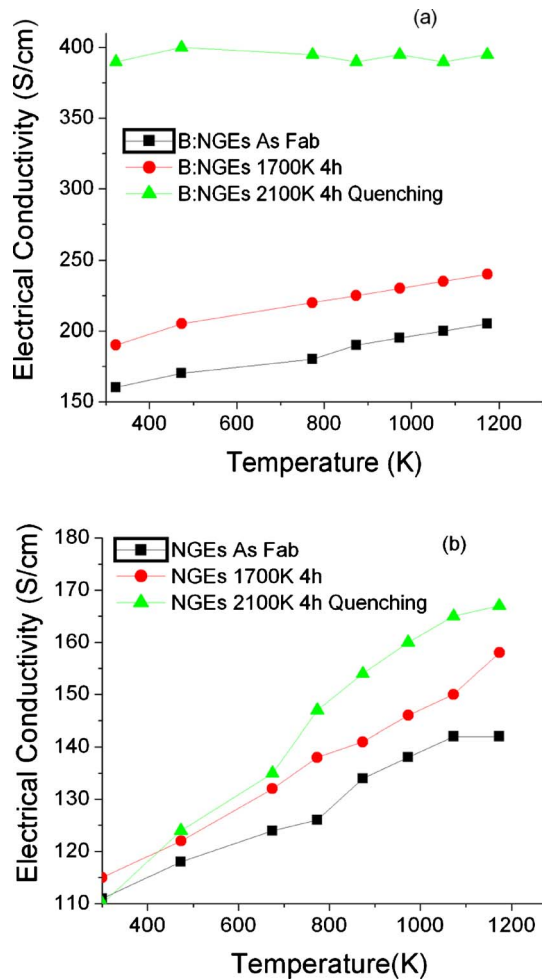 (a)
Electrical Conductivity (S/cm)
400
350
300
250
200
150
B:NGEs As Fab
B:NGEs 1700K 4h
B:NGEs 2100K 4h Quenching
400 600 800 1000 1200
Temperature (K)
(b)
Electrical Conductivity (S/cm)
180
170
160
150
140
130
120
110
NGEs As Fab
NGEs 1700K 4h
NGEs 2100K 4h Quenching
400 600 800 1000 1200
Temperature(K)